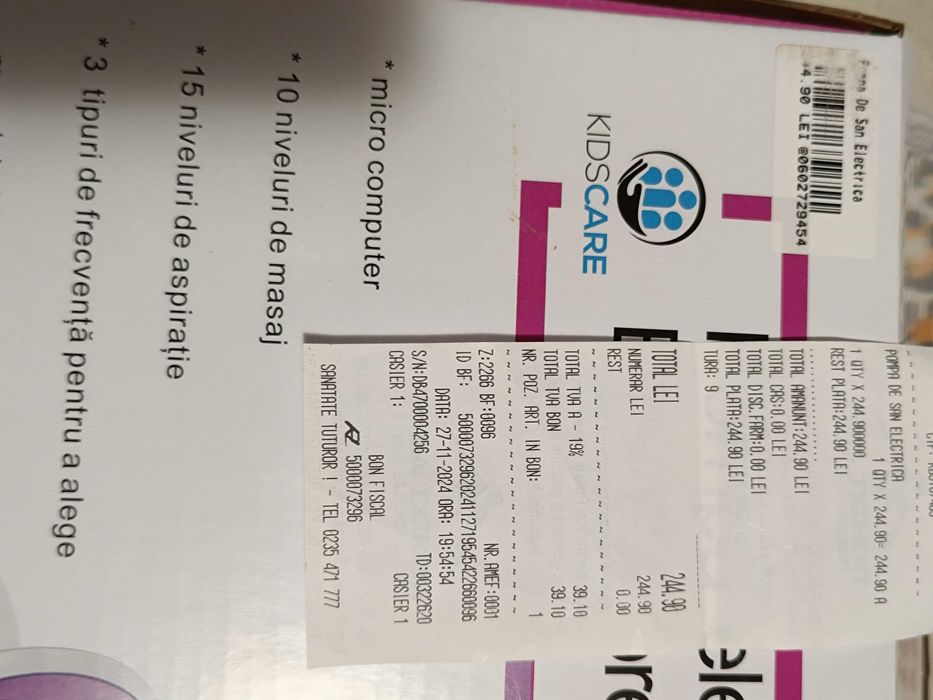 Pompa De San Electrica
4.90 LEI @0602729454
KIDSCARE
* micro computer
* 10 niveluri de masaj
* 15 niveluri de aspirație
* 3 tipuri de frecvență pentru a alege
POMPA DE SAN ELECTRICA
1 QTY X 244.90= 244.90 A
1 QTY X 244.900000
REST PLATA:244.90 LEI
TOTAL AMANUNT:244.90 LEI
TOTAL CAS:0.00 LEI
TOTAL DISC.FARM:0.00 LEI
TOTAL PLATA:244.90 LEI
TURA: 9
TOTAL LEI 244.90
NUMERAR LEI 244.90
REST 0.00
TOTAL TVA A - 19% 39.10
TOTAL TVA BON 39.10
NR. POZ. ART. IN BON: 1
Z:2266 BF:0096 NR.AMEF:0001
ID BF: 50000732962024112719545422660096
DATA: 27-11-2024 ORA: 19:54:54
S/N:DB4700004256 TD:00322620
CASIER 1: CASIER 1
BON FISCAL
5000073296
SANATATE TUTUROR ! - TEL 0235 471 777
ele